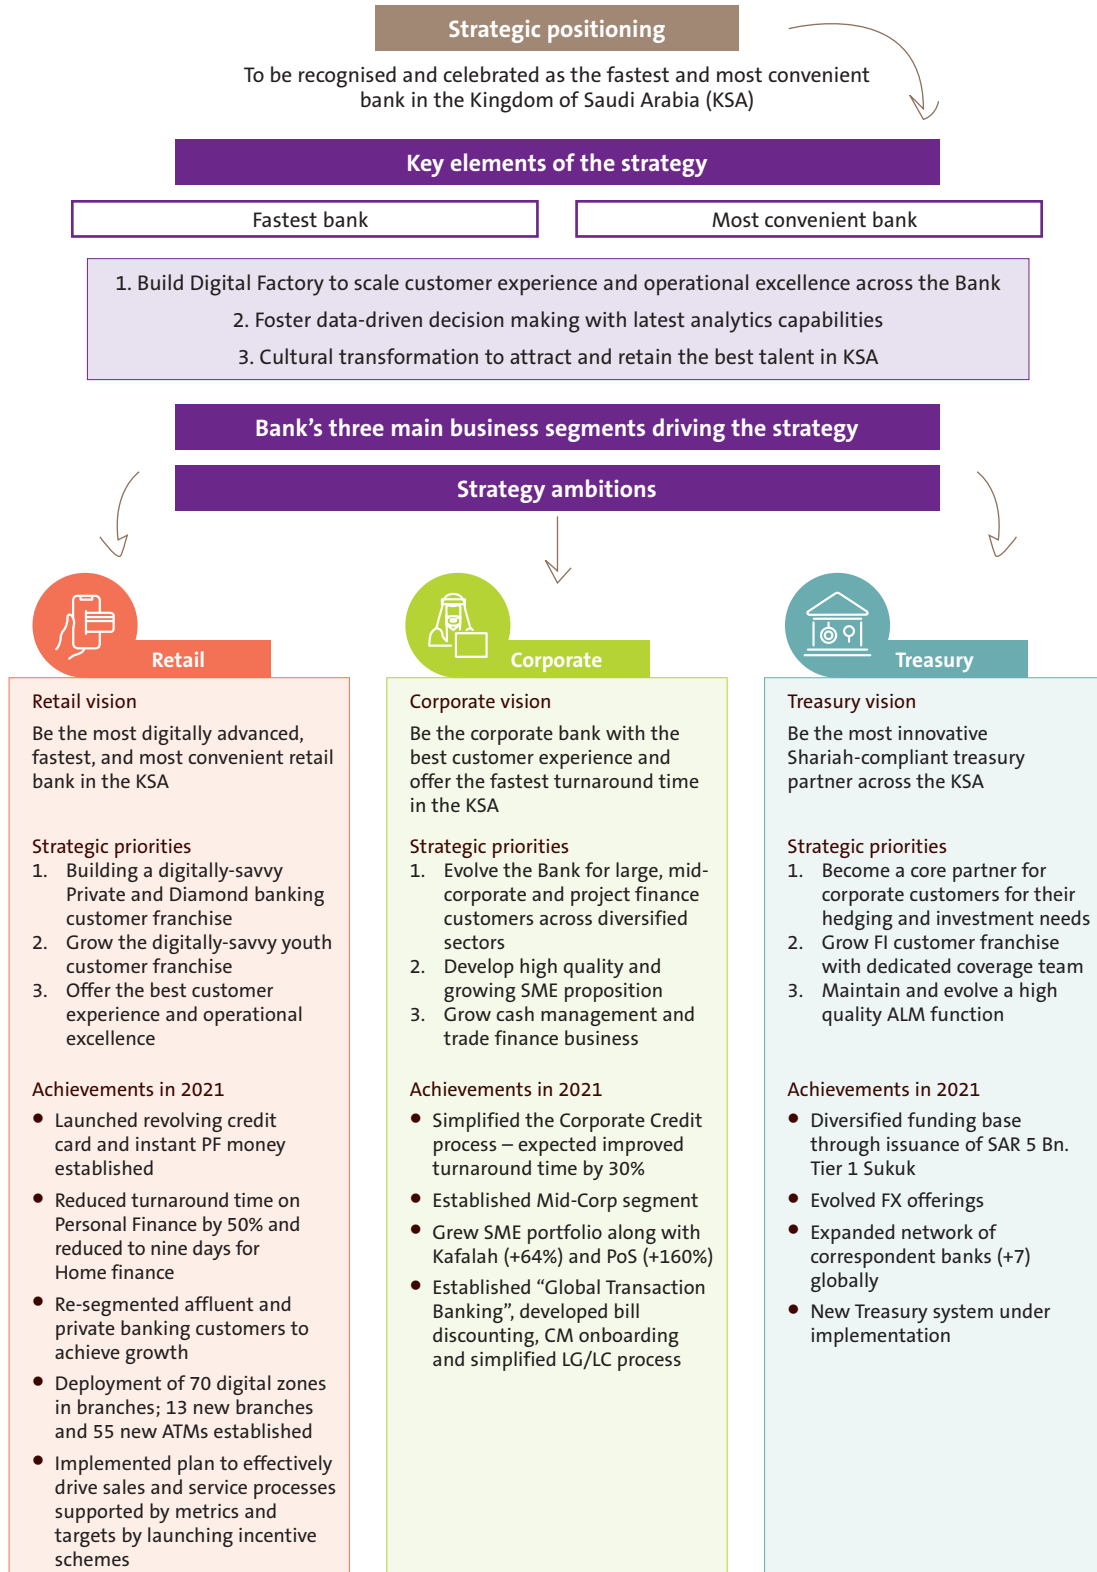 Strategic positioning
To be recognised and celebrated as the fastest and most convenient
bank in the Kingdom of Saudi Arabia (KSA)
Key elements of the strategy
Fastest bank
Most convenient bank
1. Build Digital Factory to scale customer experience and operational excellence across the Bank
2. Foster data-driven decision making with latest analytics capabilities
3. Cultural transformation to attract and retain the best talent in KSA
Bank’s three main business segments driving the strategy
Strategy ambitions
Retail
Retail vision
Be the most digitally advanced,
fastest, and most convenient retail
bank in the KSA
Strategic priorities
1. Building a digitally-savvy
Private and Diamond banking
customer franchise
2. Grow the digitally-savvy youth
customer franchise
3. Offer the best customer
experience and operational
excellence
Achievements in 2021
• Launched revolving credit
card and instant PF money
established
• Reduced turnaround time on
Personal Finance by 50% and
reduced to nine days for
Home finance
• Re-segmented affluent and
private banking customers to
achieve growth
• Deployment of 70 digital zones
in branches; 13 new branches
and 55 new ATMs established
• Implemented plan to effectively
drive sales and service processes
supported by metrics and
targets by launching incentive
schemes
Corporate
Corporate vision
Be the corporate bank with the
best customer experience and
offer the fastest turnaround time
in the KSA
Strategic priorities
1. Evolve the Bank for large, mid-
corporate and project finance
customers across diversified
sectors
2. Develop high quality and
growing SME proposition
3. Grow cash management and
trade finance business
Achievements in 2021
• Simplified the Corporate Credit
process – expected improved
turnaround time by 30%
• Established Mid-Corp segment
• Grew SME portfolio along with
Kafalah (+64%) and PoS (+160%)
• Established “Global Transaction
Banking”, developed bill
discounting, CM onboarding
and simplified LG/LC process
Treasury
Treasury vision
Be the most innovative
Shariah-compliant treasury
partner across the KSA
Strategic priorities
1. Become a core partner for
corporate customers for their
hedging and investment needs
2. Grow FI customer franchise
with dedicated coverage team
3. Maintain and evolve a high
quality ALM function
Achievements in 2021
• Diversified funding base
through issuance of SAR 5 Bn.
Tier 1 Sukuk
• Evolved FX offerings
• Expanded network of
correspondent banks (+7)
globally
• New Treasury system under
implementation